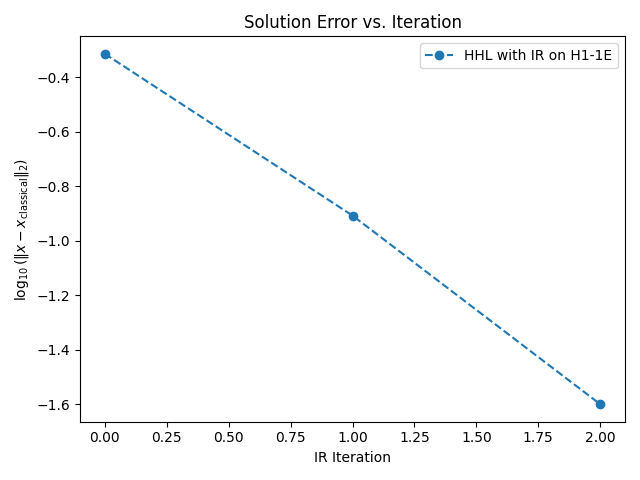 Solution Error vs. Iteration
HHL with IR on H1-1E
log₁₀ (‖x − x_classical‖₂)
−0.4
−0.6
−0.8
−1.0
−1.2
−1.4
−1.6
0.00 0.25 0.50 0.75 1.00 1.25 1.50 1.75 2.00
IR Iteration